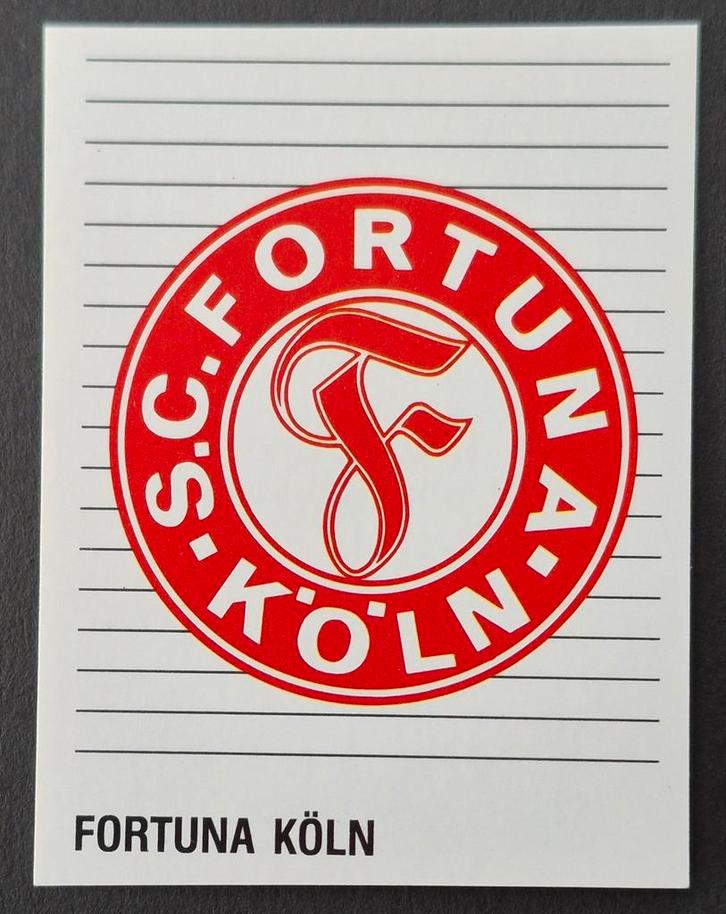 S.C. FORTUNA
· KÖLN ·
F
FORTUNA KÖLN